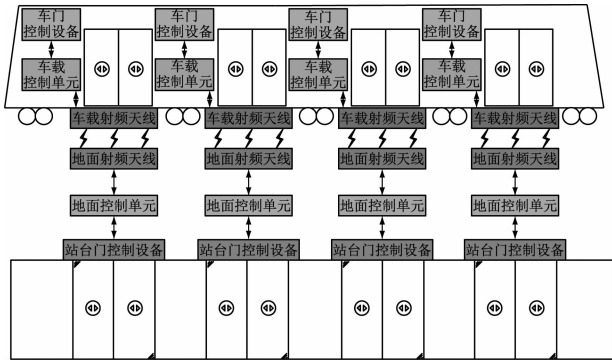 车门 车门 车门 车门
控制设备 控制设备 控制设备 控制设备
车载 车载 车载 车载
控制单元 控制单元 控制单元 控制单元
车载射频天线 车载射频天线 车载射频天线 车载射频天线
地面射频天线 地面射频天线 地面射频天线 地面射频天线
地面控制单元 地面控制单元 地面控制单元 地面控制单元
站台门控制设备 站台门控制设备 站台门控制设备 站台门控制设备